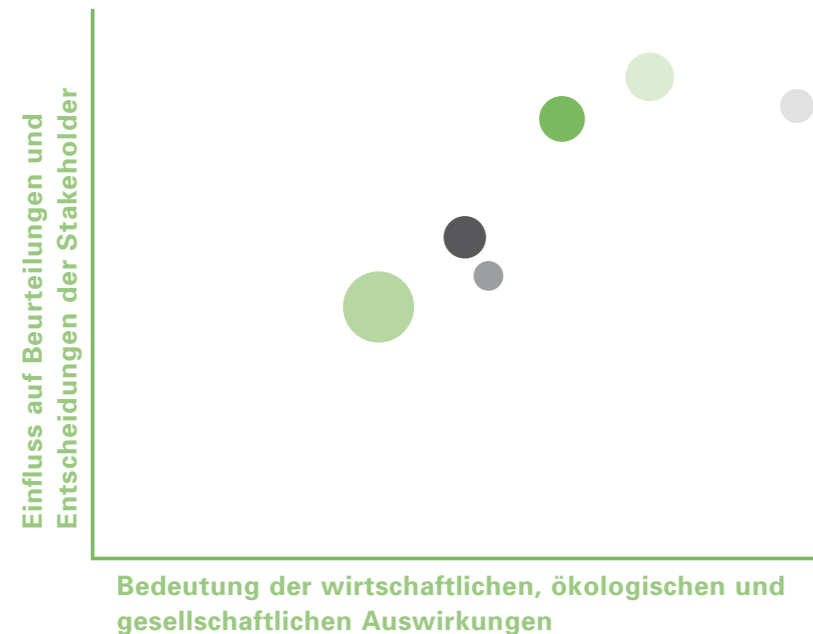 Einfluss auf Beurteilungen und
Entscheidungen der Stakeholder
Bedeutung der wirtschaftlichen, ökologischen und
gesellschaftlichen Auswirkungen